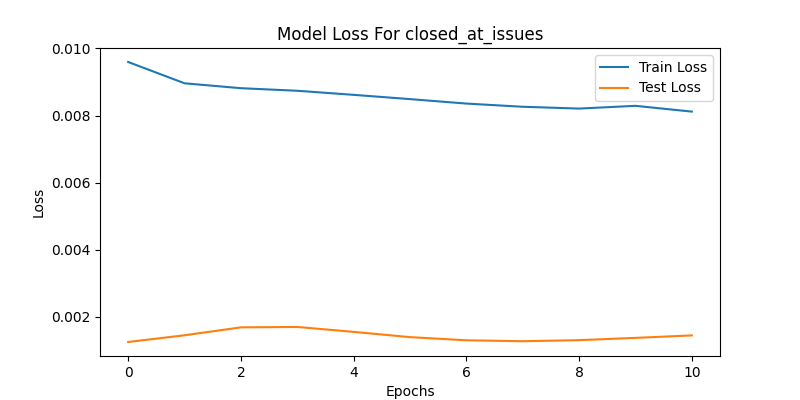 Model Loss For closed_at_issues
Train Loss
Test Loss
0.010
0.008
0.006
0.004
0.002
Loss
0 2 4 6 8 10
Epochs